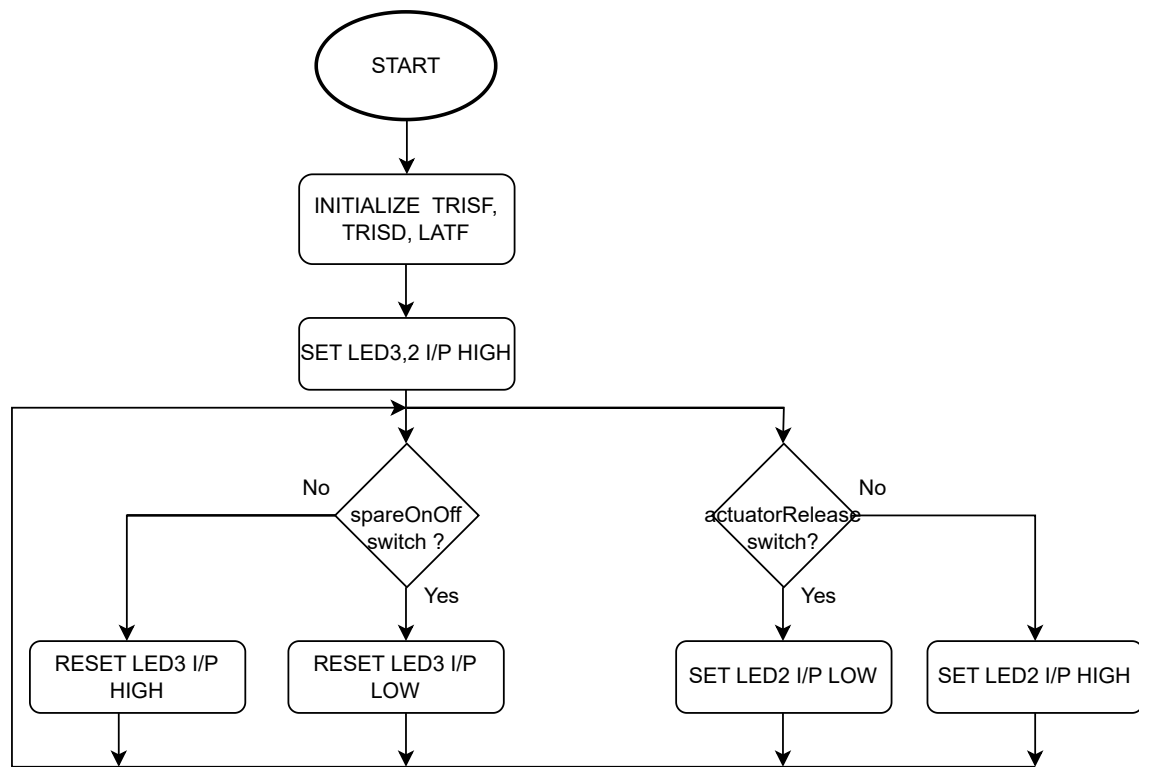 START
INITIALIZE TRISF,
TRISD, LATF
SET LED3,2 I/P HIGH
No
spareOnOff
switch ?
Yes
No
actuatorRelease
switch?
Yes
RESET LED3 I/P
HIGH
RESET LED3 I/P
LOW
SET LED2 I/P LOW
SET LED2 I/P HIGH